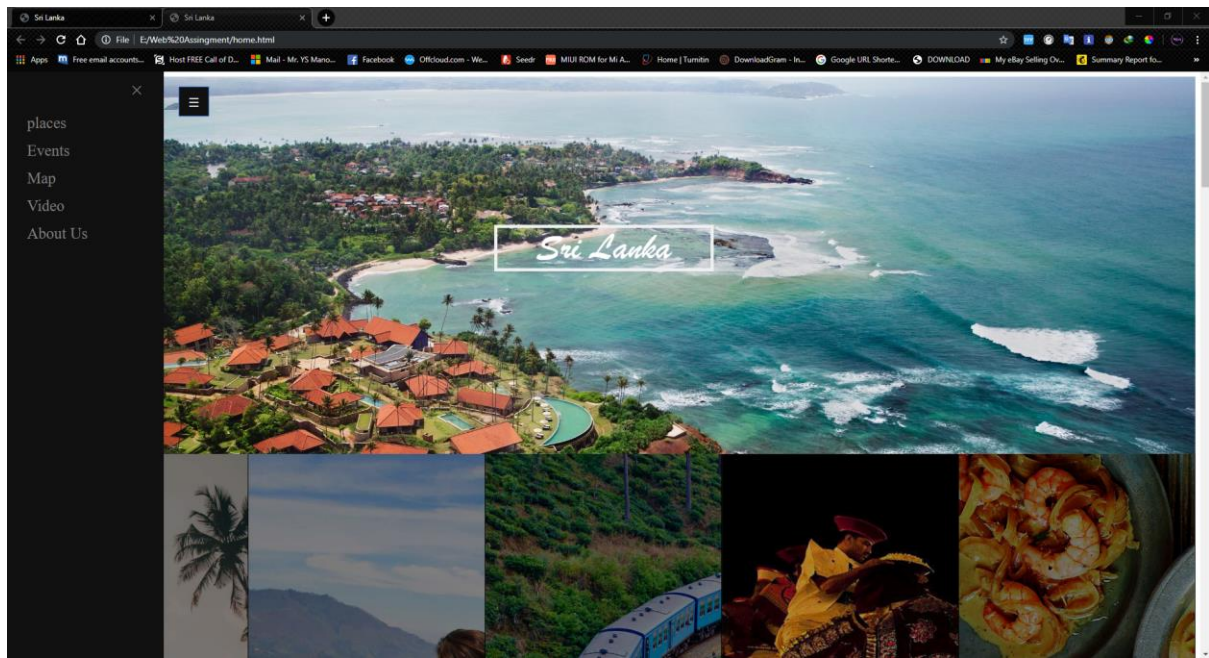 Sri Lanka
Sri Lanka
File | E:/Web%20Assingment/home.html
Apps Free email accounts... Host FREE Call of D... Mail - Mr. YS Mano... Facebook Offcloud.com - We... Seedr MIUI ROM for Mi A... Home | Turnitin DownloadGram - In... Google URL Shorte... DOWNLOAD My eBay Selling Ov... Summary Report fo... »
places
Events
Map
Video
About Us
Sri Lanka